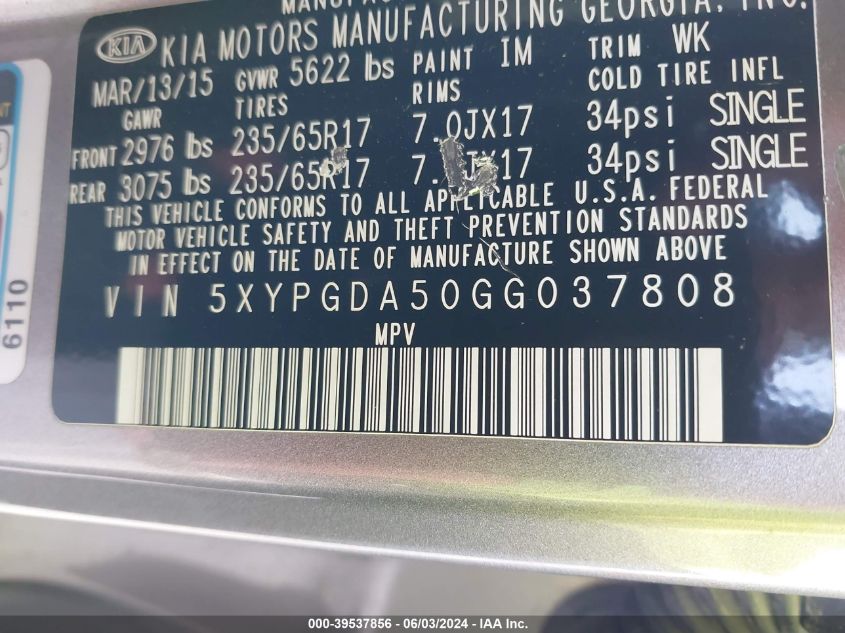 MANUFAC
KIA KIA MOTORS MANUFACTURING GEORGIA, INC.
MAR/13/15 GVWR 5622 lbs PAINT IM TRIM WK
GAWR TIRES RIMS COLD TIRE INFL
FRONT 2976 lbs 235/65R17 7.0JX17 34psi SINGLE
REAR 3075 lbs 235/65R17 34psi SINGLE
THIS VEHICLE CONFORMS TO ALL APPLICABLE U.S.A. FEDERAL
MOTOR VEHICLE SAFETY AND THEFT PREVENTION STANDARDS
IN EFFECT ON THE DATE OF MANUFACTURE SHOWN ABOVE
VIN 5XYPGDA50GG037808
MPV
6110
000-39537856 - 06/03/2024 - IAA Inc.